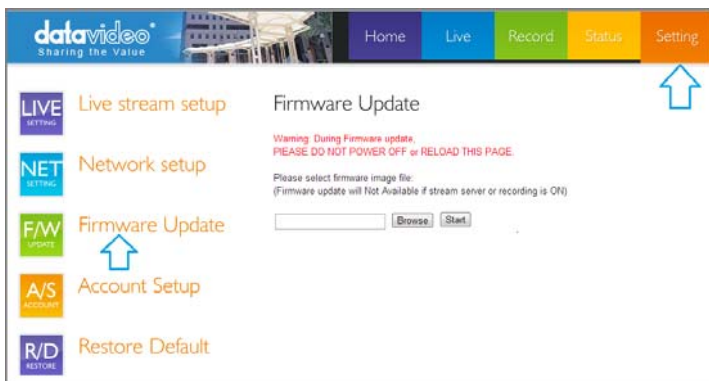 datavideo
Sharing the Value
Home
Live
Record
Status
Setting
LIVE
SETTING
Live stream setup
NET
SETTING
Network setup
F/W
UPDATE
Firmware Update
A/S
ACCOUNT
Account Setup
R/D
RESTORE
Restore Default
Firmware Update
Warning: During Firmware update,
PlEASE DO NOT POWER OFF or RELOAD THIS PAGE.
Please select firmware image file:
(Firmware update will Not Available if stream server or recording is ON)
Browse
Start